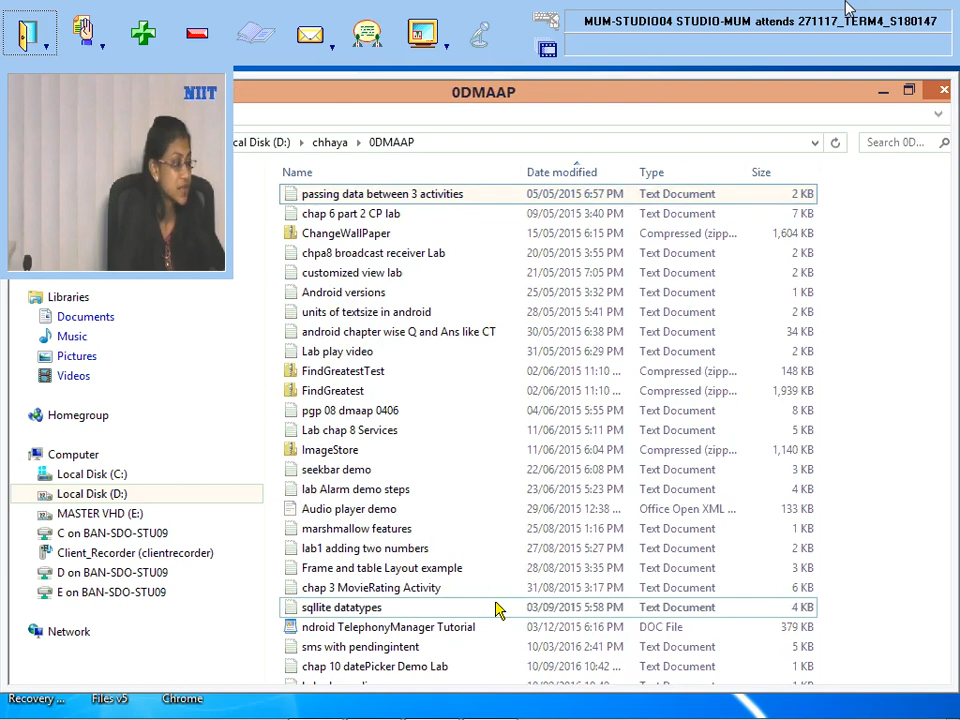 MUM-STUDIO04 STUDIO-MUM attends 271117_TERM4_S180147
NIIT
0DMAAP
cal Disk (D:) chhaya 0DMAAP
Search 0D...
Name Date modified Type Size
passing data between 3 activities 05/05/2015 6:57 PM Text Document 2 KB
chap 6 part 2 CP lab 09/05/2015 3:40 PM Text Document 7 KB
ChangeWallPaper 15/05/2015 6:15 PM Compressed (zipp... 1,604 KB
chpa8 broadcast receiver Lab 20/05/2015 3:55 PM Text Document 2 KB
customized view lab 21/05/2015 7:05 PM Text Document 2 KB
Android versions 25/05/2015 3:32 PM Text Document 1 KB
units of textsize in android 28/05/2015 5:41 PM Text Document 2 KB
android chapter wise Q and Ans like CT 30/05/2015 6:38 PM Text Document 34 KB
Lab play video 31/05/2015 6:29 PM Text Document 2 KB
FindGreatestTest 02/06/2015 11:10 ... Compressed (zipp... 148 KB
FindGreatest 02/06/2015 11:10 ... Compressed (zipp... 1,939 KB
pgp 08 dmaap 0406 04/06/2015 5:55 PM Text Document 8 KB
Lab chap 8 Services 11/06/2015 5:11 PM Text Document 5 KB
ImageStore 11/06/2015 6:04 PM Compressed (zipp... 1,140 KB
seekbar demo 22/06/2015 6:08 PM Text Document 3 KB
lab Alarm demo steps 23/06/2015 5:23 PM Text Document 4 KB
Audio player demo 29/06/2015 12:38 ... Office Open XML ... 133 KB
marshmallow features 25/08/2015 1:16 PM Text Document 1 KB
lab1 adding two numbers 27/08/2015 5:27 PM Text Document 2 KB
Frame and table Layout example 28/08/2015 3:35 PM Text Document 3 KB
chap 3 MovieRating Activity 31/08/2015 3:17 PM Text Document 6 KB
sqllite datatypes 03/09/2015 5:58 PM Text Document 4 KB
ndroid TelephonyManager Tutorial 03/12/2015 6:16 PM DOC File 379 KB
sms with pendingintent 10/03/2016 2:41 PM Text Document 5 KB
chap 10 datePicker Demo Lab 10/09/2016 10:42 ... Text Document 1 KB
Libraries
Documents
Music
Pictures
Videos
Homegroup
Computer
Local Disk (C:)
Local Disk (D:)
MASTER VHD (E:)
C on BAN-SDO-STU09
Client_Recorder (clientrecorder)
D on BAN-SDO-STU09
E on BAN-SDO-STU09
Network
Recovery ... Files v5 Chrome